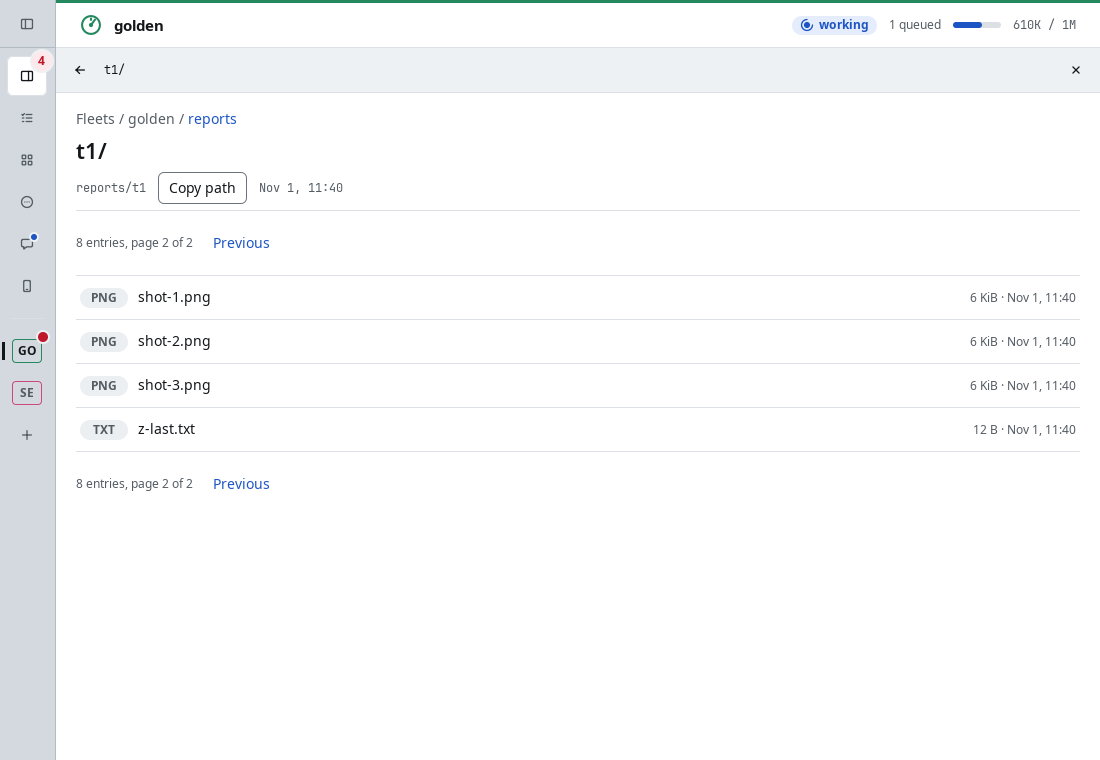 golden
working
1 queued
610K / 1M
4
t1/
Fleets / golden / reports
t1/
reports/t1
Copy path
Nov 1, 11:40
8 entries, page 2 of 2
Previous
PNG shot-1.png 6 KiB · Nov 1, 11:40
PNG shot-2.png 6 KiB · Nov 1, 11:40
PNG shot-3.png 6 KiB · Nov 1, 11:40
TXT z-last.txt 12 B · Nov 1, 11:40
8 entries, page 2 of 2
Previous
GO
SE